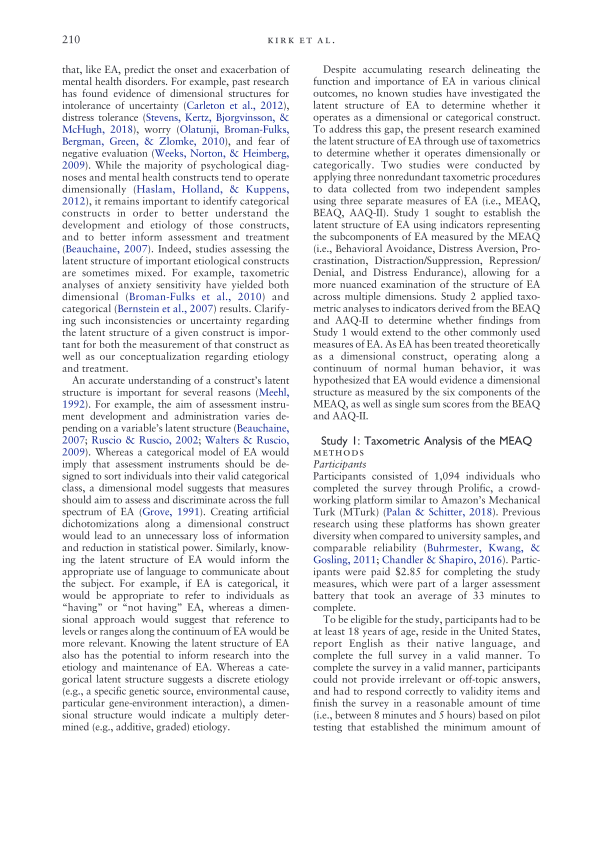 210
KIRK ET AL.
that, like EA, predict the onset and exacerbation of
mental health disorders. For example, past research
has found evidence of dimensional structures for
intolerance of uncertainty (Carleton et al., 2012),
distress tolerance (Stevens, Kertz, Bjorgvinsson, &
McHugh, 2018), worry (Olatunji, Broman-Fulks,
Bergman, Green, & Zlomke, 2010), and fear of
negative evaluation (Weeks, Norton, & Heimberg,
2009). While the majority of psychological diag-
noses and mental health constructs tend to operate
dimensionally (Haslam, Holland, & Kuppens,
2012), it remains important to identify categorical
constructs in order to better understand the
development and etiology of those constructs,
and to better inform assessment and treatment
(Beauchaine, 2007). Indeed, studies assessing the
latent structure of important etiological constructs
are sometimes mixed. For example, taxometric
analyses of anxiety sensitivity have yielded both
dimensional (Broman-Fulks et al., 2010) and
categorical (Bernstein et al., 2007) results. Clarify-
ing such inconsistencies or uncertainty regarding
the latent structure of a given construct is impor-
tant for both the measurement of that construct as
well as our conceptualization regarding etiology
and treatment.
An accurate understanding of a construct's latent
structure is important for several reasons (Meehl,
1992). For example, the aim of assessment instru-
ment development and administration varies de-
pending on a variable's latent structure (Beauchaine,
2007; Ruscio & Ruscio, 2002; Walters & Ruscio,
2009). Whereas a categorical model of EA would
imply that assessment instruments should be de-
signed to sort individuals into their valid categorical
class, a dimensional model suggests that measures
should aim to assess and discriminate across the full
spectrum of EA (Grove, 1991). Creating artificial
dichotomizations along a dimensional construct
would lead to an unnecessary loss of information
and reduction in statistical power. Similarly, know-
ing the latent structure of EA would inform the
appropriate use of language to communicate about
the subject. For example, if EA is categorical, it
would be appropriate to refer to individuals as
“having” or “not having” EA, whereas a dimen-
sional approach would suggest that reference to
levels or ranges along the continuum of EA would be
more relevant. Knowing the latent structure of EA
also has the potential to inform research into the
etiology and maintenance of EA. Whereas a cate-
gorical latent structure suggests a discrete etiology
(e.g., a specific genetic source, environmental cause,
particular gene-environment interaction), a dimen-
sional structure would indicate a multiply deter-
mined (e.g., additive, graded) etiology.
Despite accumulating research delineating the
function and importance of EA in various clinical
outcomes, no known studies have investigated the
latent structure of EA to determine whether it
operates as a dimensional or categorical construct.
To address this gap, the present research examined
the latent structure of EA through use of taxometrics
to determine whether it operates dimensionally or
categorically. Two studies were conducted by
applying three nonredundant taxometric procedures
to data collected from two independent samples
using three separate measures of EA (i.e., MEAQ,
BEAQ, AAQ-II). Study 1 sought to establish the
latent structure of EA using indicators representing
the subcomponents of EA measured by the MEAQ
(i.e., Behavioral Avoidance, Distress Aversion, Pro-
crastination, Distraction/Suppression, Repression/
Denial, and Distress Endurance), allowing for a
more nuanced examination of the structure of EA
across multiple dimensions. Study 2 applied taxo-
metric analyses to indicators derived from the BEAQ
and AAQ-II to determine whether findings from
Study 1 would extend to the other commonly used
measures of EA. As EA has been treated theoretically
as a dimensional construct, operating along a
continuum of normal human behavior, it was
hypothesized that EA would evidence a dimensional
structure as measured by the six components of the
MEAQ, as well as single sum scores from the BEAQ
and AAQ-II.
Study 1: Taxometric Analysis of the MEAQ
METHODS
Participants
Participants consisted of 1,094 individuals who
completed the survey through Prolific, a crowd-
working platform similar to Amazon's Mechanical
Turk (MTurk) (Palan & Schitter, 2018). Previous
research using these platforms has shown greater
diversity when compared to university samples, and
comparable reliability (Buhrmester, Kwang, &
Gosling, 2011; Chandler & Shapiro, 2016). Partic-
ipants were paid $2.85 for completing the study
measures, which were part of a larger assessment
battery that took an average of 33 minutes to
complete.
To be eligible for the study, participants had to be
at least 18 years of age, reside in the United States,
report English as their native language, and
complete the full survey in a valid manner. To
complete the survey in a valid manner, participants
could not provide irrelevant or off-topic answers,
and had to respond correctly to validity items and
finish the survey in a reasonable amount of time
(i.e., between 8 minutes and 5 hours) based on pilot
testing that established the minimum amount of